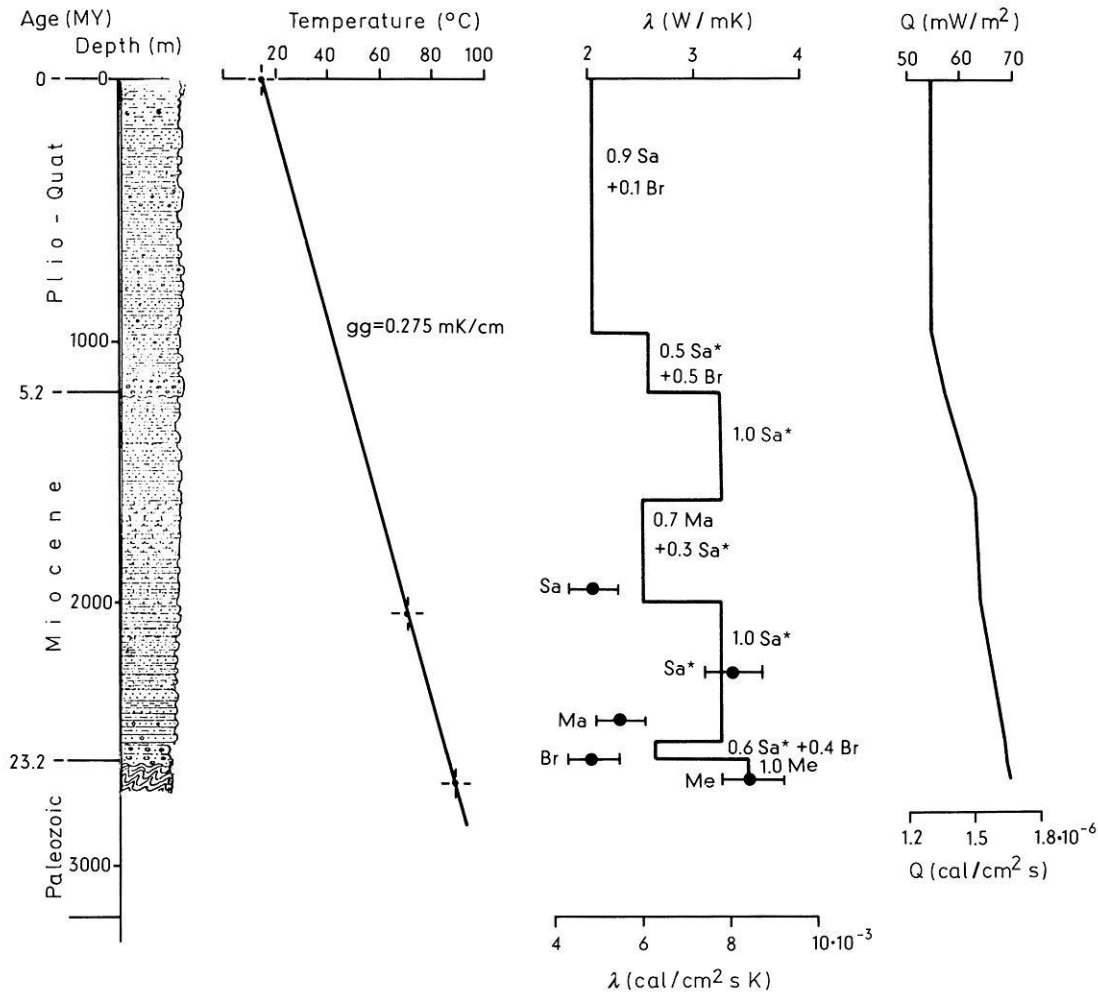 Age (MY)
Depth (m)
Temperature (°C)
λ (W / mK)
Q (mW/m²)
20 40 60 80 100
2 3 4
50 60 70
0 0
Plio - Quat
0.9 Sa
+0.1 Br
gg=0.275 mK/cm
1000
0.5 Sa*
+0.5 Br
5.2
1.0 Sa*
Miocene
0.7 Ma
+0.3 Sa*
Sa
2000
1.0 Sa*
Sa*
Ma
0.6 Sa* +0.4 Br
Br
23.2
1.0 Me
Me
Paleozoic
1.2 1.5 1.8•10⁻⁶
3000
Q (cal/cm² s)
4 6 8 10•10⁻³
λ (cal/cm² s K)